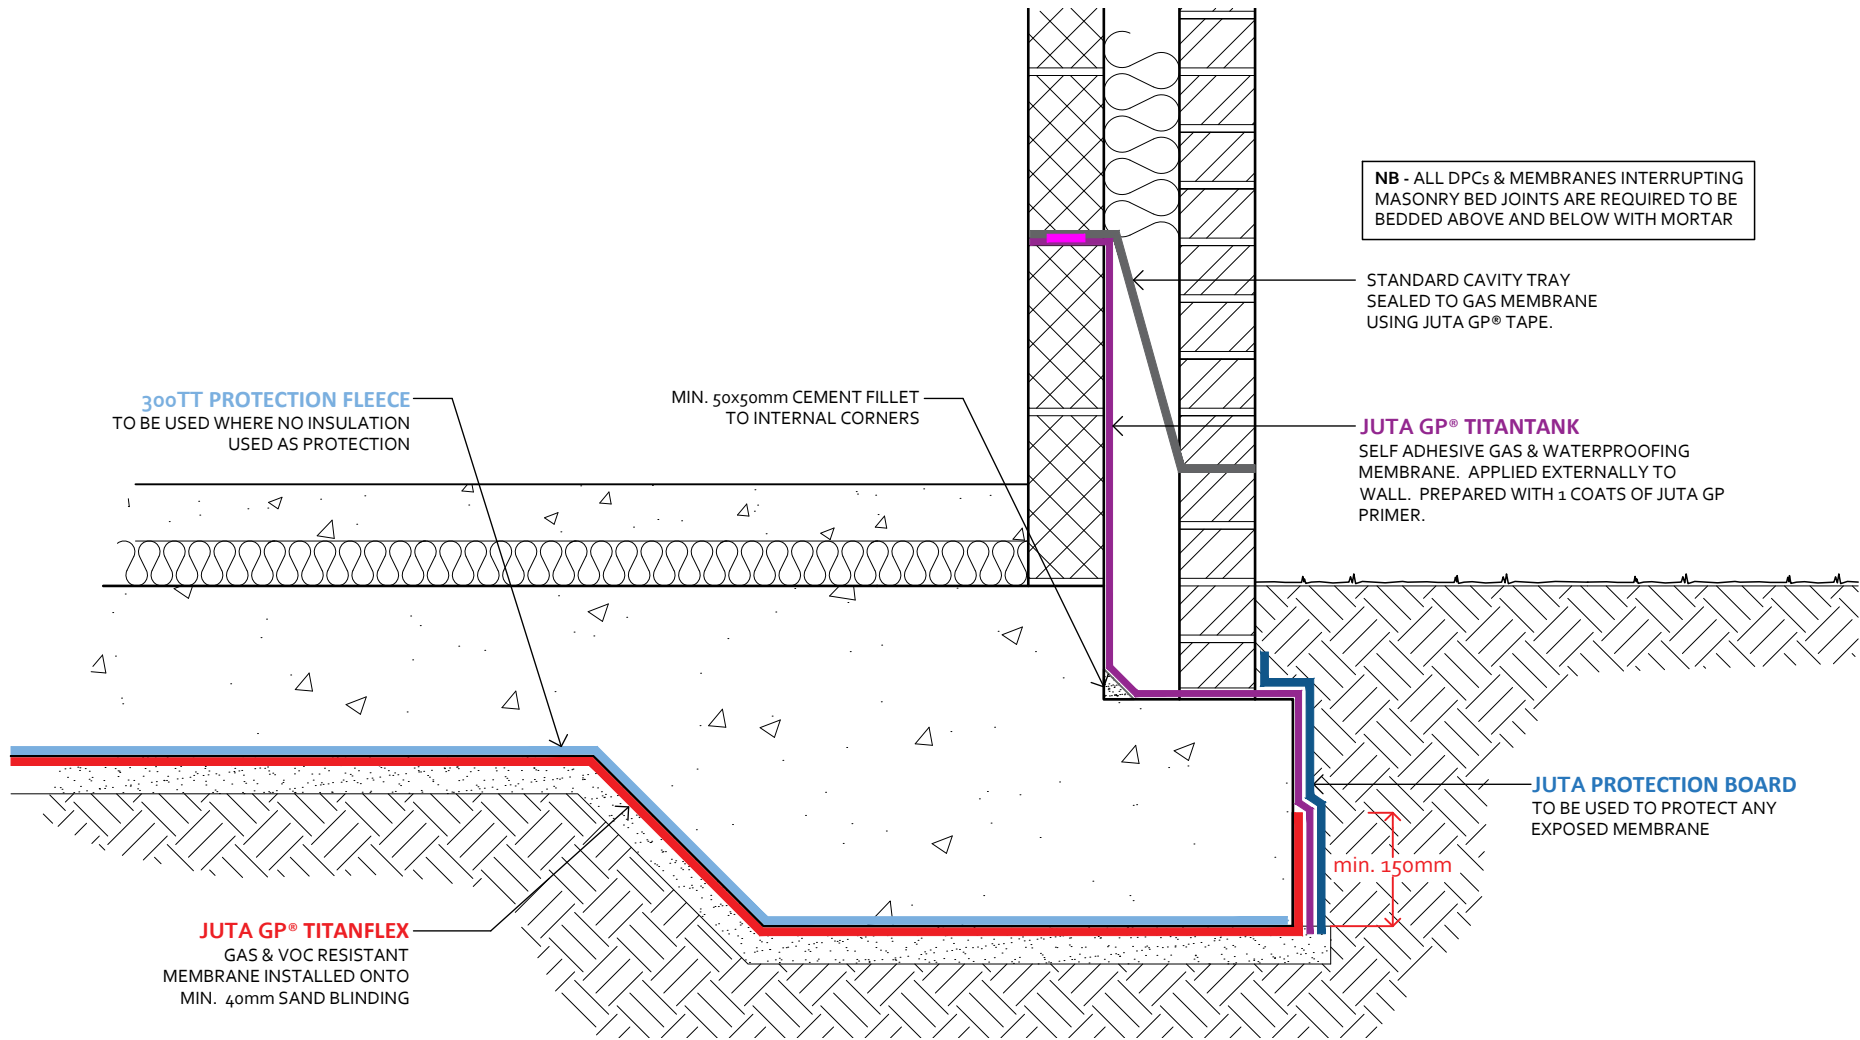 NB - ALL DPCs & MEMBRANES INTERRUPTING
MASONRY BED JOINTS ARE REQUIRED TO BE
BEDDED ABOVE AND BELOW WITH MORTAR
STANDARD CAVITY TRAY
SEALED TO GAS MEMBRANE
USING JUTA GP® TAPE.
300TT PROTECTION FLEECE
TO BE USED WHERE NO INSULATION
USED AS PROTECTION
MIN. 50x50mm CEMENT FILLET
TO INTERNAL CORNERS
JUTA GP® TITANTANK
SELF ADHESIVE GAS & WATERPROOFING
MEMBRANE. APPLIED EXTERNALLY TO
WALL. PREPARED WITH 1 COATS OF JUTA GP
PRIMER.
JUTA PROTECTION BOARD
TO BE USED TO PROTECT ANY
EXPOSED MEMBRANE
min. 150mm
JUTA GP® TITANFLEX
GAS & VOC RESISTANT
MEMBRANE INSTALLED ONTO
MIN. 40mm SAND BLINDING